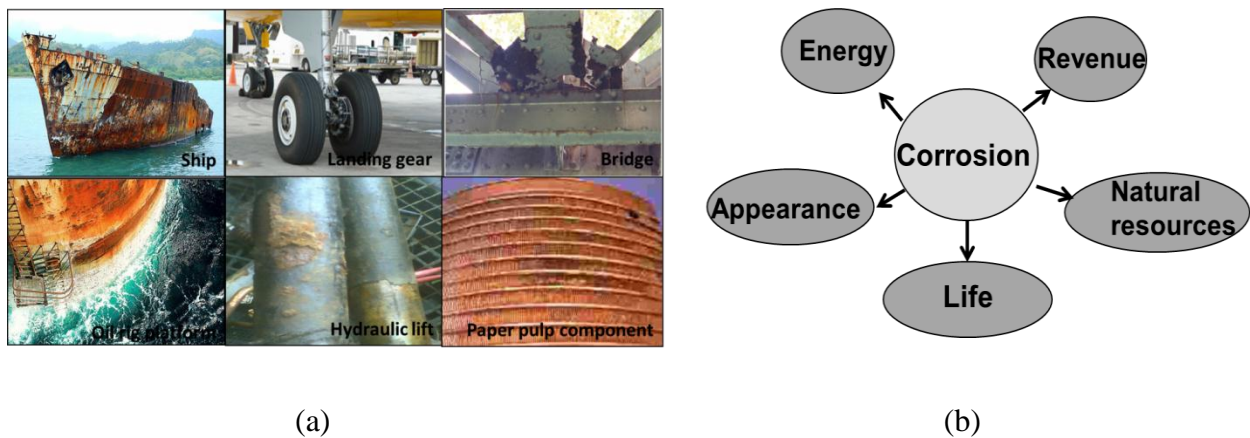 Ship
Landing gear
Bridge
Oil rig platform
Hydraulic lift
Paper pulp component
(a)
Energy
Revenue
Corrosion
Appearance
Natural
resources
Life
(b)